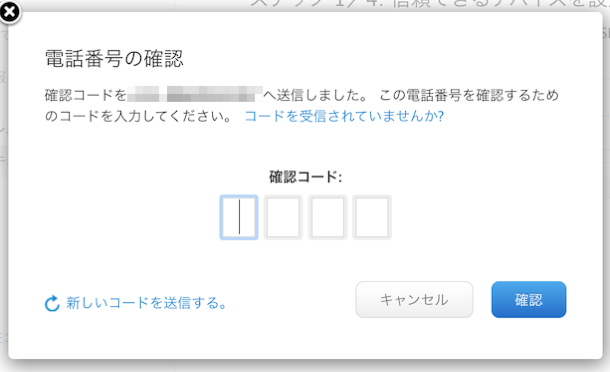 ステップ 1／4: 信頼できるデバイスを設
電話番号の確認
確認コードを へ送信しました。 この電話番号を確認するため
のコードを入力してください。 コードを受信されていませんか?
確認コード:
新しいコードを送信する。
キャンセル
確認